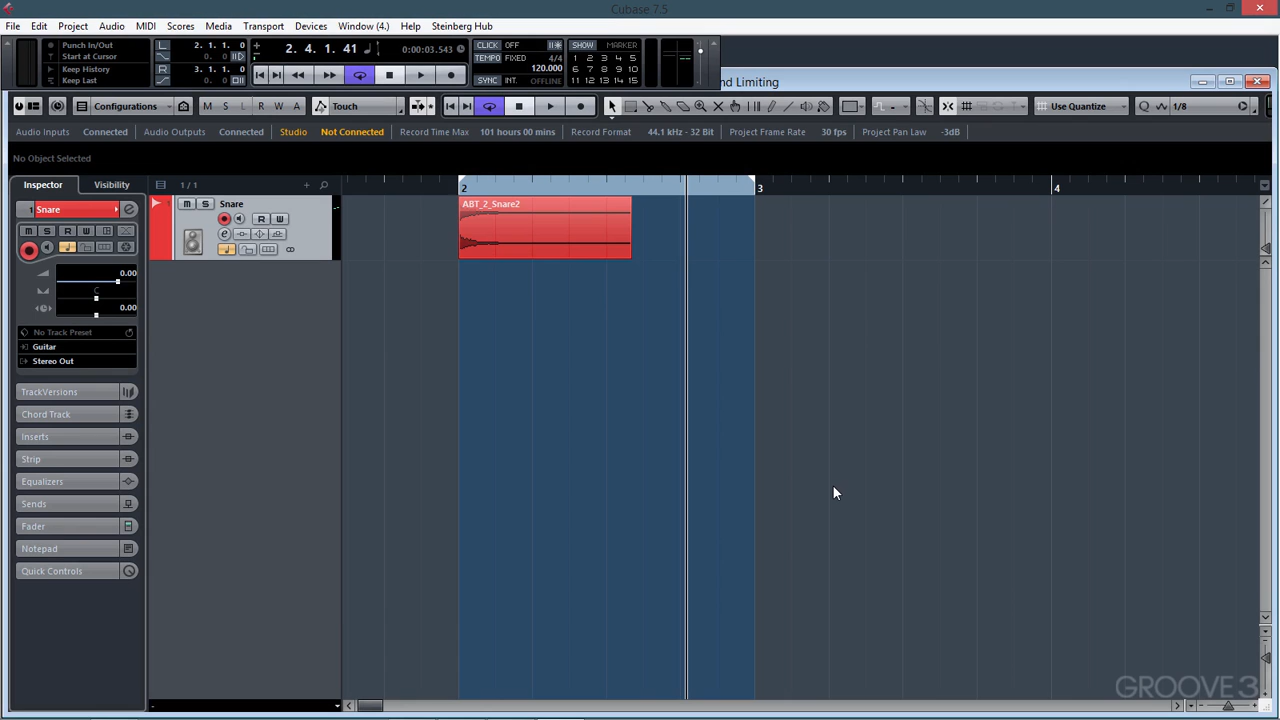 Cubase 7.5
File Edit Project Audio MIDI Scores Media Transport Devices Window (4.) Help Steinberg Hub
Punch In/Out
Start at Cursor
Keep History
Keep Last
L 2. 1. 1. 0
0
R 3. 1. 1. 0
0
2. 4. 1. 41 0:00:03.543
CLICK OFF
TEMPO FIXED 4/4
120.000
SYNC INT. OFFLINE
SHOW MARKER
1 2 3 4 5
6 7 8 9 10
11 12 13 14 15
nd Limiting
Configurations M S L R W A Touch Use Quantize Q 1/8
Audio Inputs Connected Audio Outputs Connected Studio Not Connected Record Time Max 101 hours 00 mins Record Format 44.1 kHz - 32 Bit Project Frame Rate 30 fps Project Pan Law -3dB
No Object Selected
Inspector Visibility 1 / 1
2 3 4
1 Snare e
M S R W
0.00
C
0.00
No Track Preset
Guitar
Stereo Out
TrackVersions
Chord Track
Inserts
Strip
Equalizers
Sends
Fader
Notepad
Quick Controls
1 M S Snare
R W
e
ABT_2_Snare2
GROOVE 3